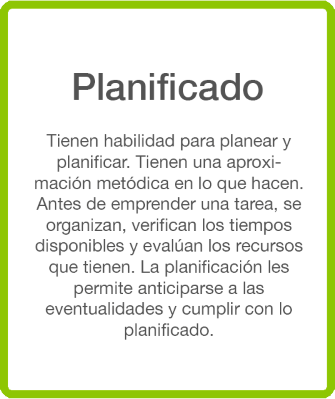 Planificado
Tienen habilidad para planear y
planificar. Tienen una aproxi-
mación metódica en lo que hacen.
Antes de emprender una tarea, se
organizan, verifican los tiempos
disponibles y evalúan los recursos
que tienen. La planificación les
permite anticiparse a las
eventualidades y cumplir con lo
planificado.